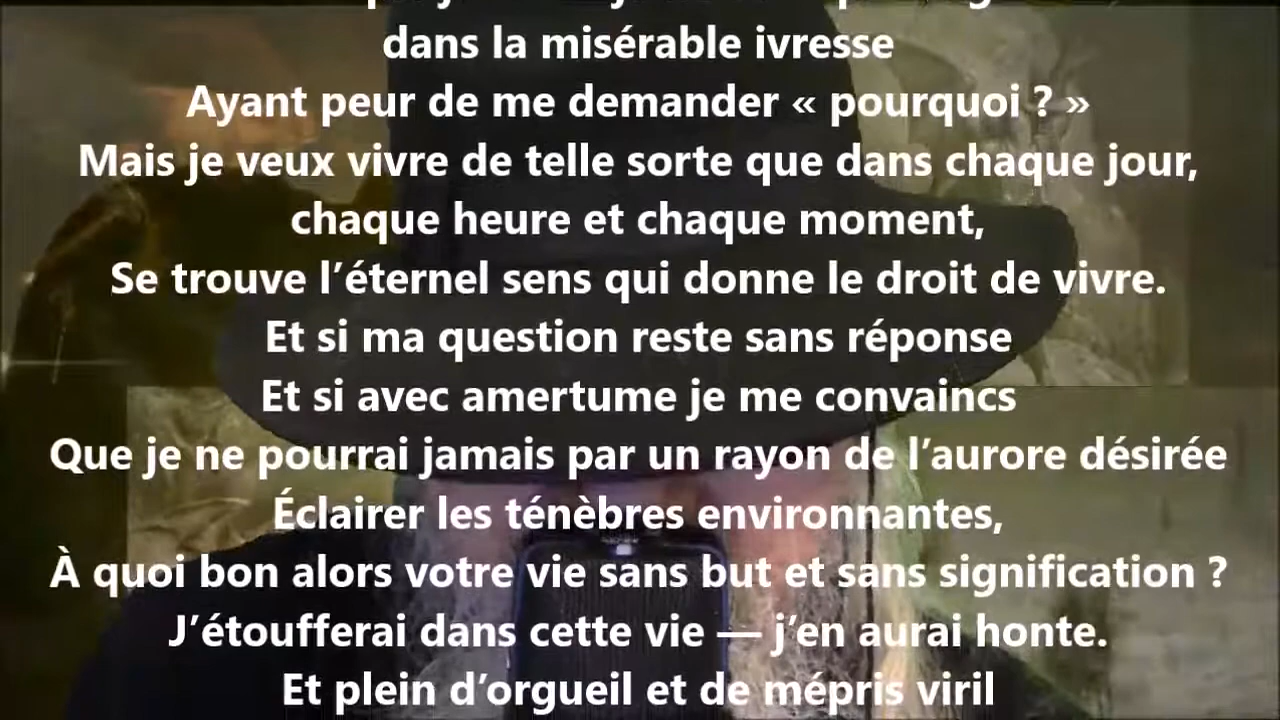 dans la misérable ivresse
Ayant peur de me demander « pourquoi ? »
Mais je veux vivre de telle sorte que dans chaque jour,
chaque heure et chaque moment,
Se trouve l’éternel sens qui donne le droit de vivre.
Et si ma question reste sans réponse
Et si avec amertume je me convaincs
Que je ne pourrai jamais par un rayon de l’aurore désirée
Éclairer les ténèbres environnantes,
À quoi bon alors votre vie sans but et sans signification ?
J’étoufferai dans cette vie — j’en aurai honte.
Et plein d’orgueil et de mépris viril